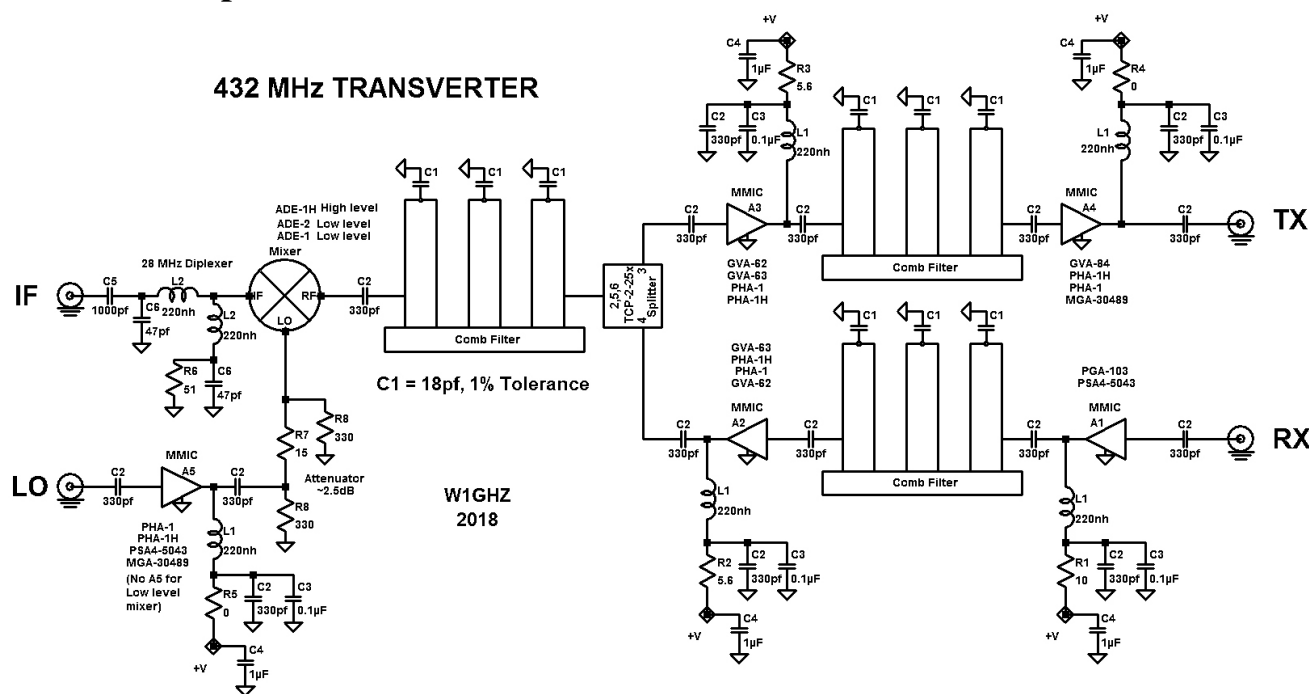 432 MHz TRANSVERTER
+V
C4
1µF
R3
5.6
C2
330pf
C3
0.1µF
L1
220nh
C1
C1
C1
+V
C4
1µF
R4
0
L1
220nh
C2
330pf
C3
0.1µF
C1
C1
C1
ADE-1H High level
ADE-2 Low level
ADE-1 Low level
Mixer
IF
RF
LO
28 MHz Diplexer
IF
C5
1000pf
L2
220nh
C6
47pf
L2
220nh
R6
51
C6
47pf
C2
330pf
Comb Filter
C1 = 18pf, 1% Tolerance
3
2,5,6
TCP-2-25x
Splitter
4
C2
330pf
MMIC
A3
GVA-62
GVA-63
PHA-1
PHA-1H
C2
330pf
Comb Filter
C2
330pf
MMIC
A4
GVA-84
PHA-1H
PHA-1
MGA-30489
C2
330pf
TX
C1
C1
C1
GVA-63
PHA-1H
PHA-1
GVA-62
MMIC
A2
C2
330pf
C2
330pf
Comb Filter
C2
330pf
PGA-103
PSA4-5043
MMIC
A1
C2
330pf
RX
R7
15
R8
330
Attenuator
~2.5dB
R8
330
LO
C2
330pf
MMIC
A5
C2
330pf
PHA-1
PHA-1H
PSA4-5043
MGA-30489
(No A5 for
Low level
mixer)
L1
220nh
R5
0
C2
330pf
C3
0.1µF
+V
C4
1µF
W1GHZ
2018
L1
220nh
R2
5.6
C2
330pf
C3
0.1µF
+V
C4
1µF
L1
220nh
R1
10
C2
330pf
C3
0.1µF
+V
C4
1µF